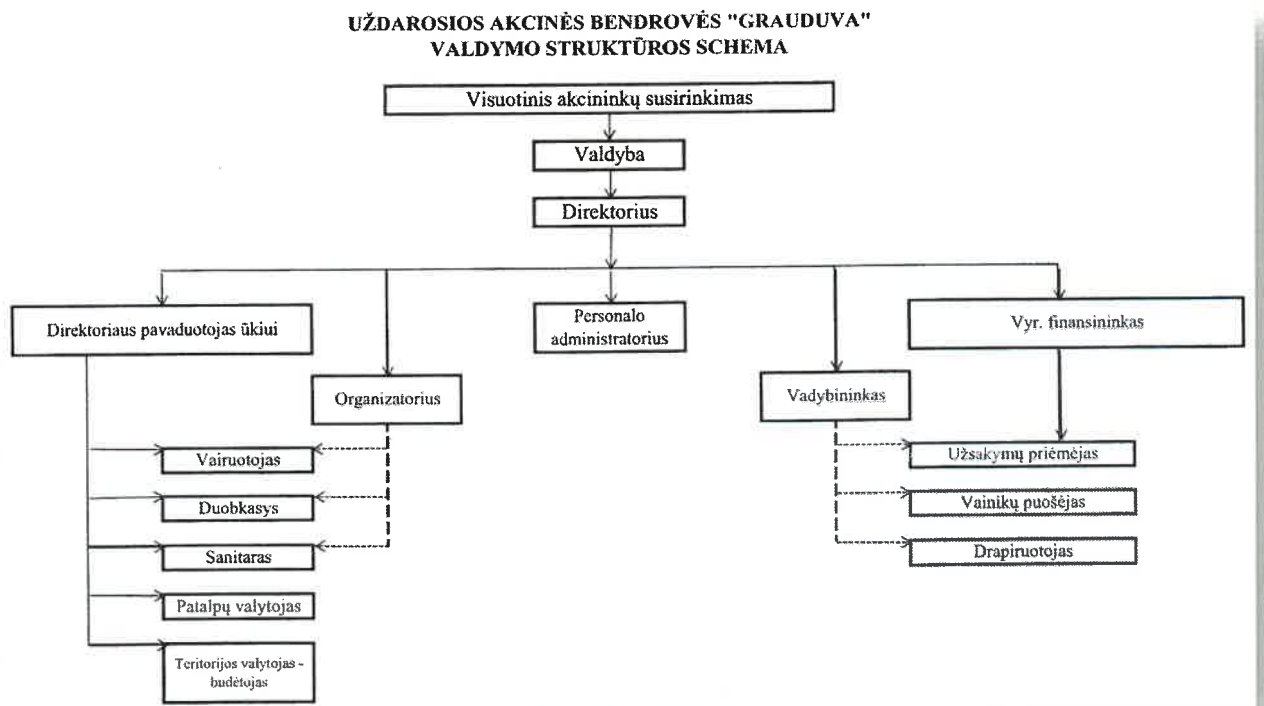 UŽDAROSIOS AKCINĖS BENDROVĖS "GRAUDUVA"
VALDYMO STRUKTŪROS SCHEMA
Visuotinis akcininkų susirinkimas
Valdyba
Direktorius
Direktoriaus pavaduotojas ūkiui
Personalo
administratorius
Vyr. finansininkas
Organizatorius
Vadybininkas
Vairuotojas
Duobkasys
Sanitaras
Patalpų valytojas
Teritorijos valytojas -
budėtojas
Užsakymų priėmėjas
Vainikų puošėjas
Drapiruotojas